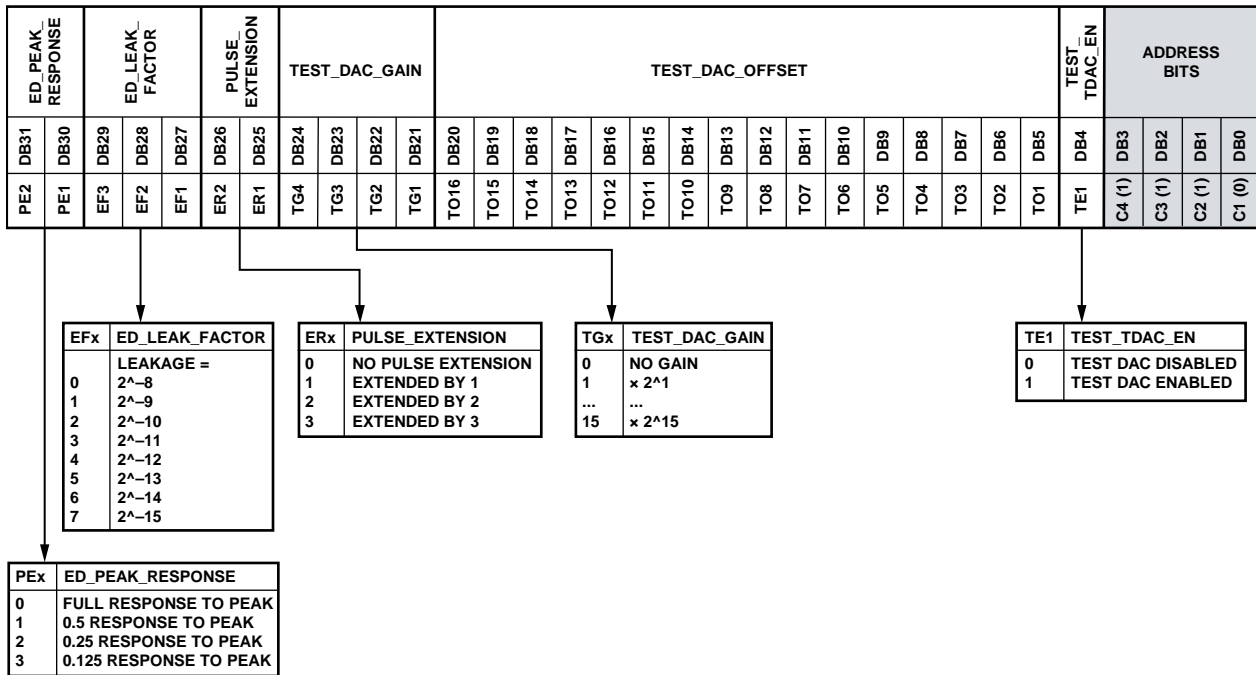 ED_PEAK_
RESPONSE
ED_LEAK_
FACTOR
PULSE_
EXTENSION
TEST_DAC_GAIN
TEST_DAC_OFFSET
TEST_
TDAC_EN
ADDRESS
BITS
DB31 DB30 DB29 DB28 DB27 DB26 DB25 DB24 DB23 DB22 DB21 DB20 DB19 DB18 DB17 DB16 DB15 DB14 DB13 DB12 DB11 DB10 DB9 DB8 DB7 DB6 DB5 DB4 DB3 DB2 DB1 DB0
PE2 PE1 EF3 EF2 EF1 ER2 ER1 TG4 TG3 TG2 TG1 TO16 TO15 TO14 TO13 TO12 TO11 TO10 TO9 TO8 TO7 TO6 TO5 TO4 TO3 TO2 TO1 TE1 C4 (1) C3 (1) C2 (1) C1 (0)
EFx ED_LEAK_FACTOR
LEAKAGE =
0 2^–8
1 2^–9
2 2^–10
3 2^–11
4 2^–12
5 2^–13
6 2^–14
7 2^–15
ERx PULSE_EXTENSION
0 NO PULSE EXTENSION
1 EXTENDED BY 1
2 EXTENDED BY 2
3 EXTENDED BY 3
TGx TEST_DAC_GAIN
0 NO GAIN
1 × 2^1
... ...
15 × 2^15
TE1 TEST_TDAC_EN
0 TEST DAC DISABLED
1 TEST DAC ENABLED
PEx ED_PEAK_RESPONSE
0 FULL RESPONSE TO PEAK
1 0.5 RESPONSE TO PEAK
2 0.25 RESPONSE TO PEAK
3 0.125 RESPONSE TO PEAK